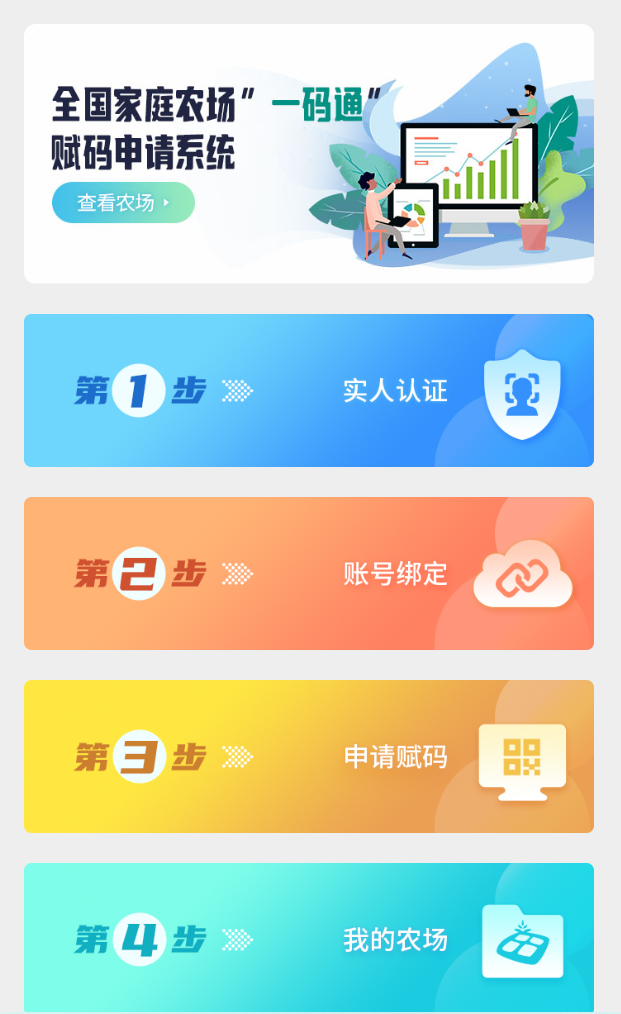 全国家庭农场”一码通”
赋码申请系统
查看农场
第1步 实人认证
第2步 账号绑定
第3步 申请赋码
第4步 我的农场